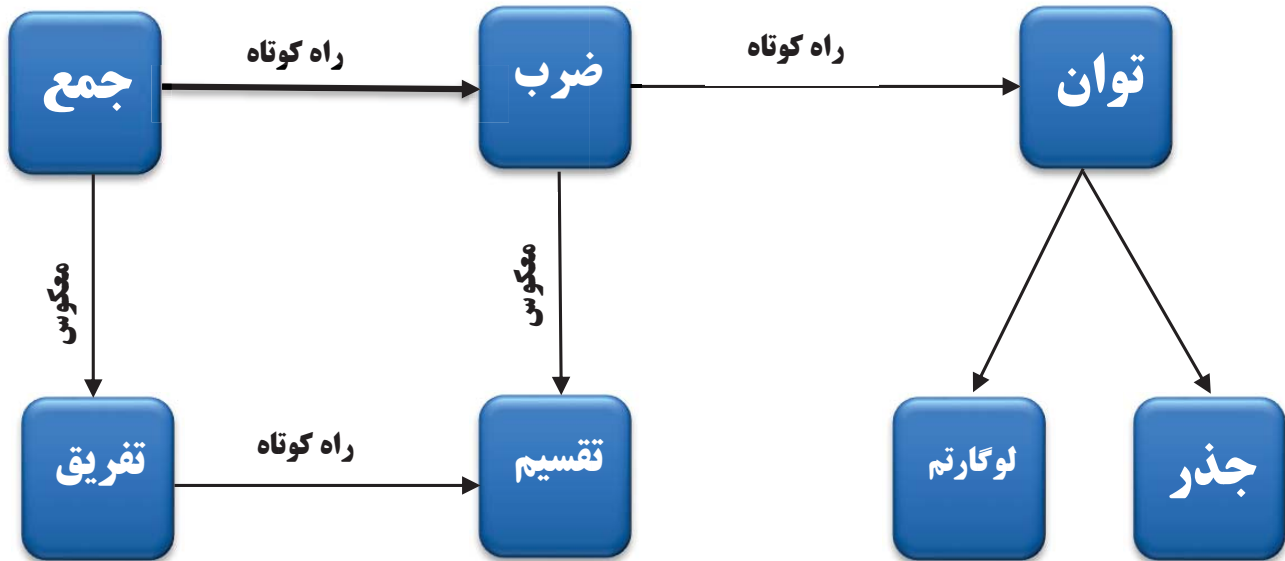 جمع
راه کوتاه
ضرب
راه کوتاه
توان
معکوس
معکوس
تفریق
راه کوتاه
تقسیم
لوگارتم
جذر